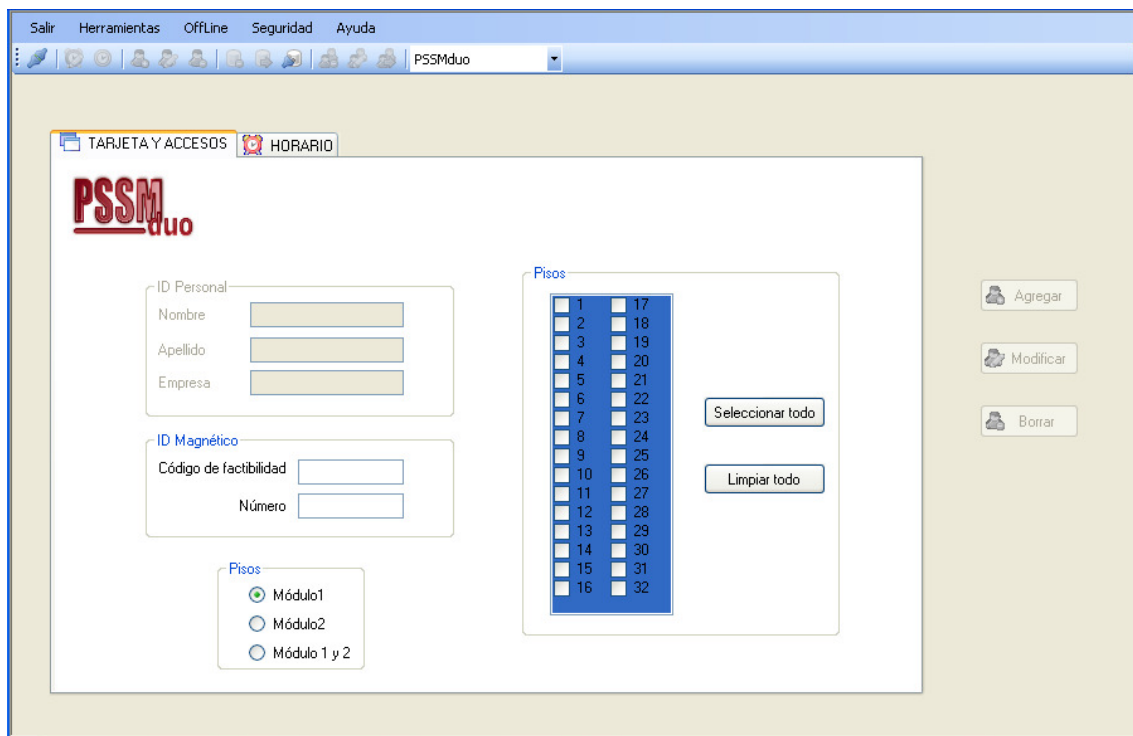 Salir Herramientas OffLine Seguridad Ayuda
PSSMduo
TARJETA Y ACCESOS HORARIO
PSSMduo
ID Personal
Nombre
Apellido
Empresa
ID Magnético
Código de factibilidad
Número
Pisos
Módulo1
Módulo2
Módulo 1 y 2
Pisos
1 17
2 18
3 19
4 20
5 21
6 22
7 23
8 24
9 25
10 26
11 27
12 28
13 29
14 30
15 31
16 32
Seleccionar todo
Limpiar todo
Agregar
Modificar
Borrar